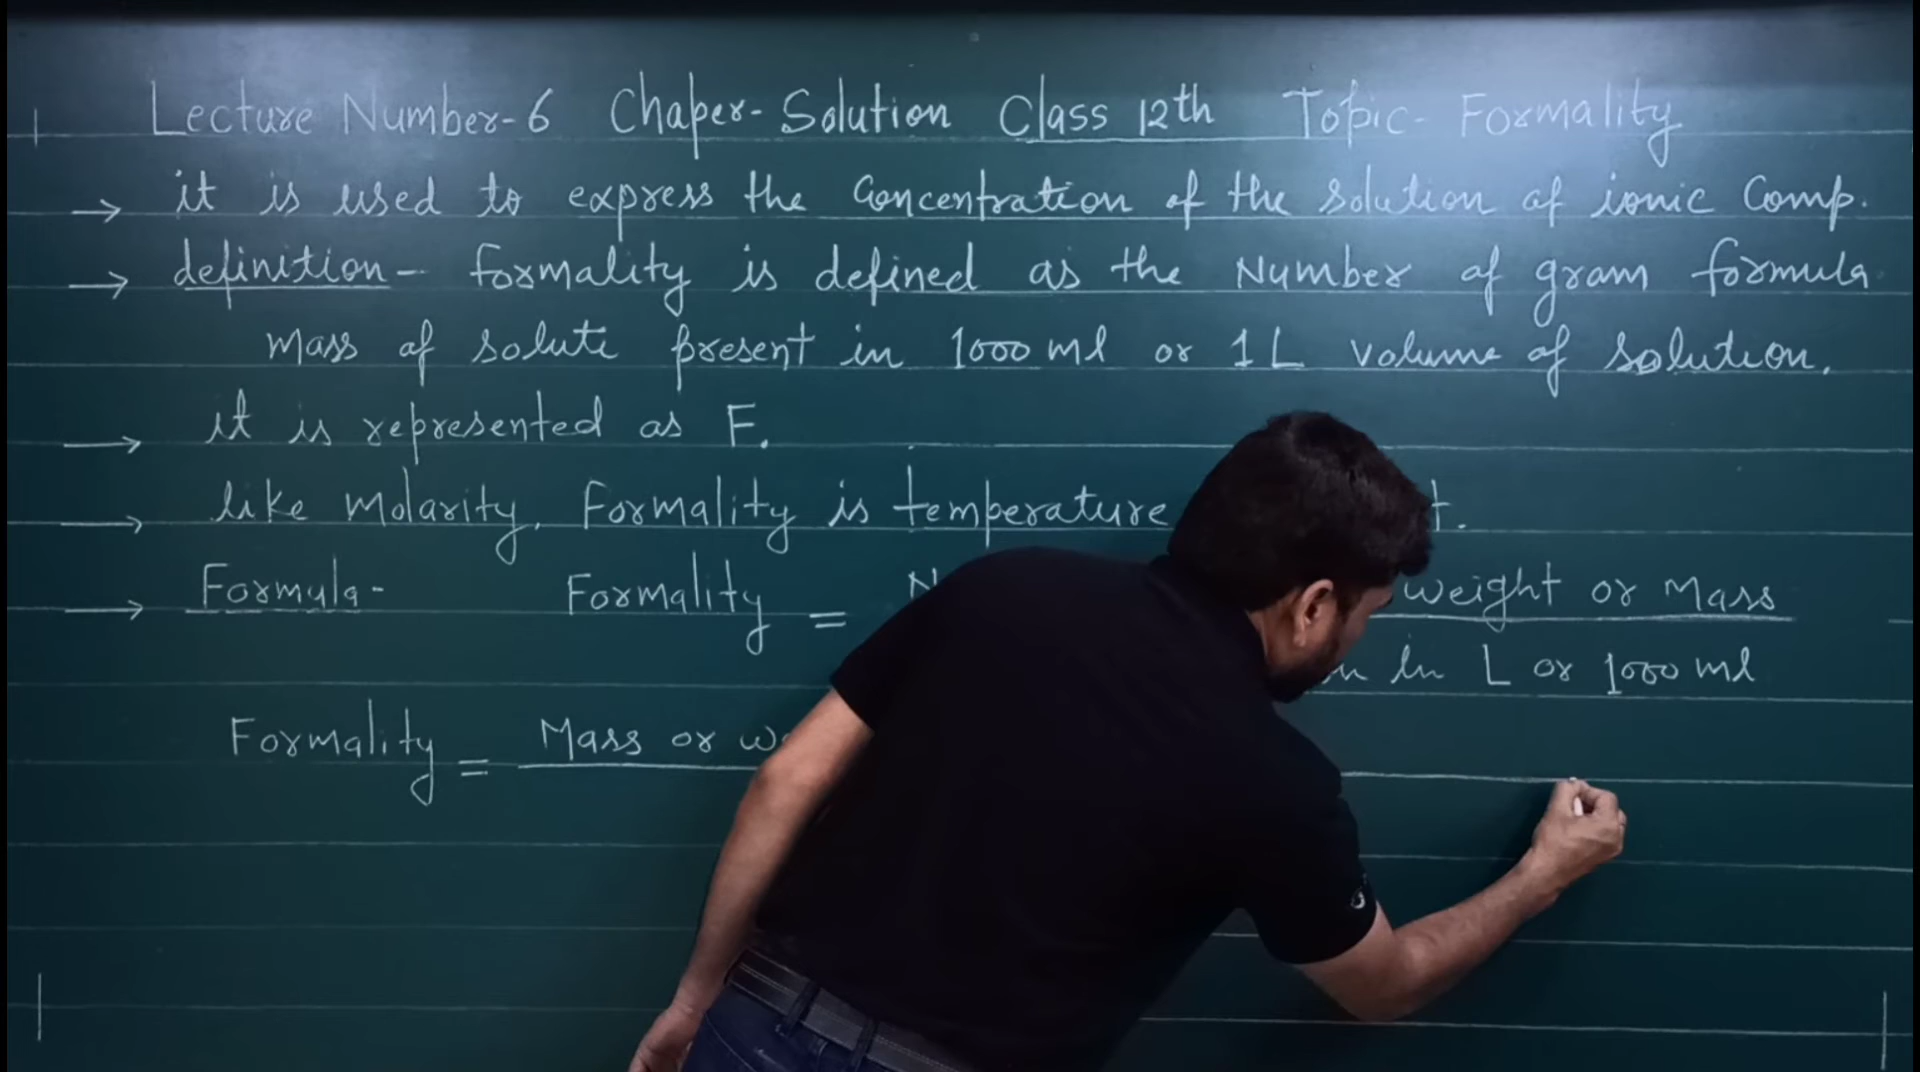 Lecture Number-6 Chaper-Solution Class 12th Topic- Formality
→ it is used to express the Concentration of the solution of ionic Comp.
→ definition- formality is defined as the Number of gram formula
Mass of solute present in 1000 ml or 1 L volume of solution.
→ it is represented as F.
→ like Molarity, Formality is temperature
→ Formula- Formality = weight or Mass
in L or 1000 ml
Formality = Mass or